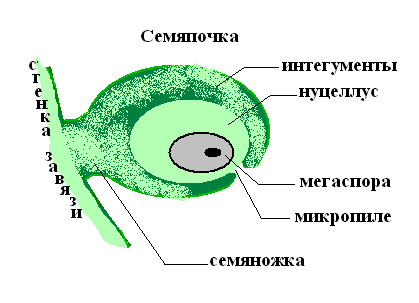 Семяпочка
интегументы
нуцеллус
стенка завязи
мегаспора
микропиле
семяножка